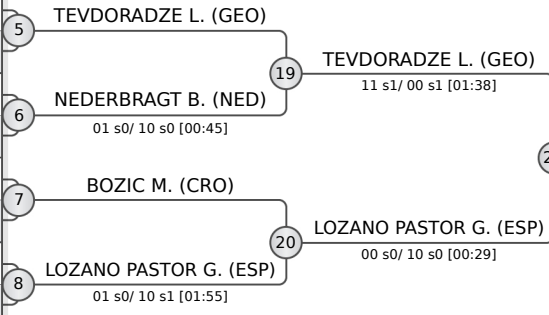 TEVDORADZE L. (GEO)
5
19
TEVDORADZE L. (GEO)
11 s1/ 00 s1 [01:38]
NEDERBRAGT B. (NED)
6
01 s0/ 10 s0 [00:45]
2
BOZIC M. (CRO)
7
20
LOZANO PASTOR G. (ESP)
00 s0/ 10 s0 [00:29]
LOZANO PASTOR G. (ESP)
8
01 s0/ 10 s1 [01:55]